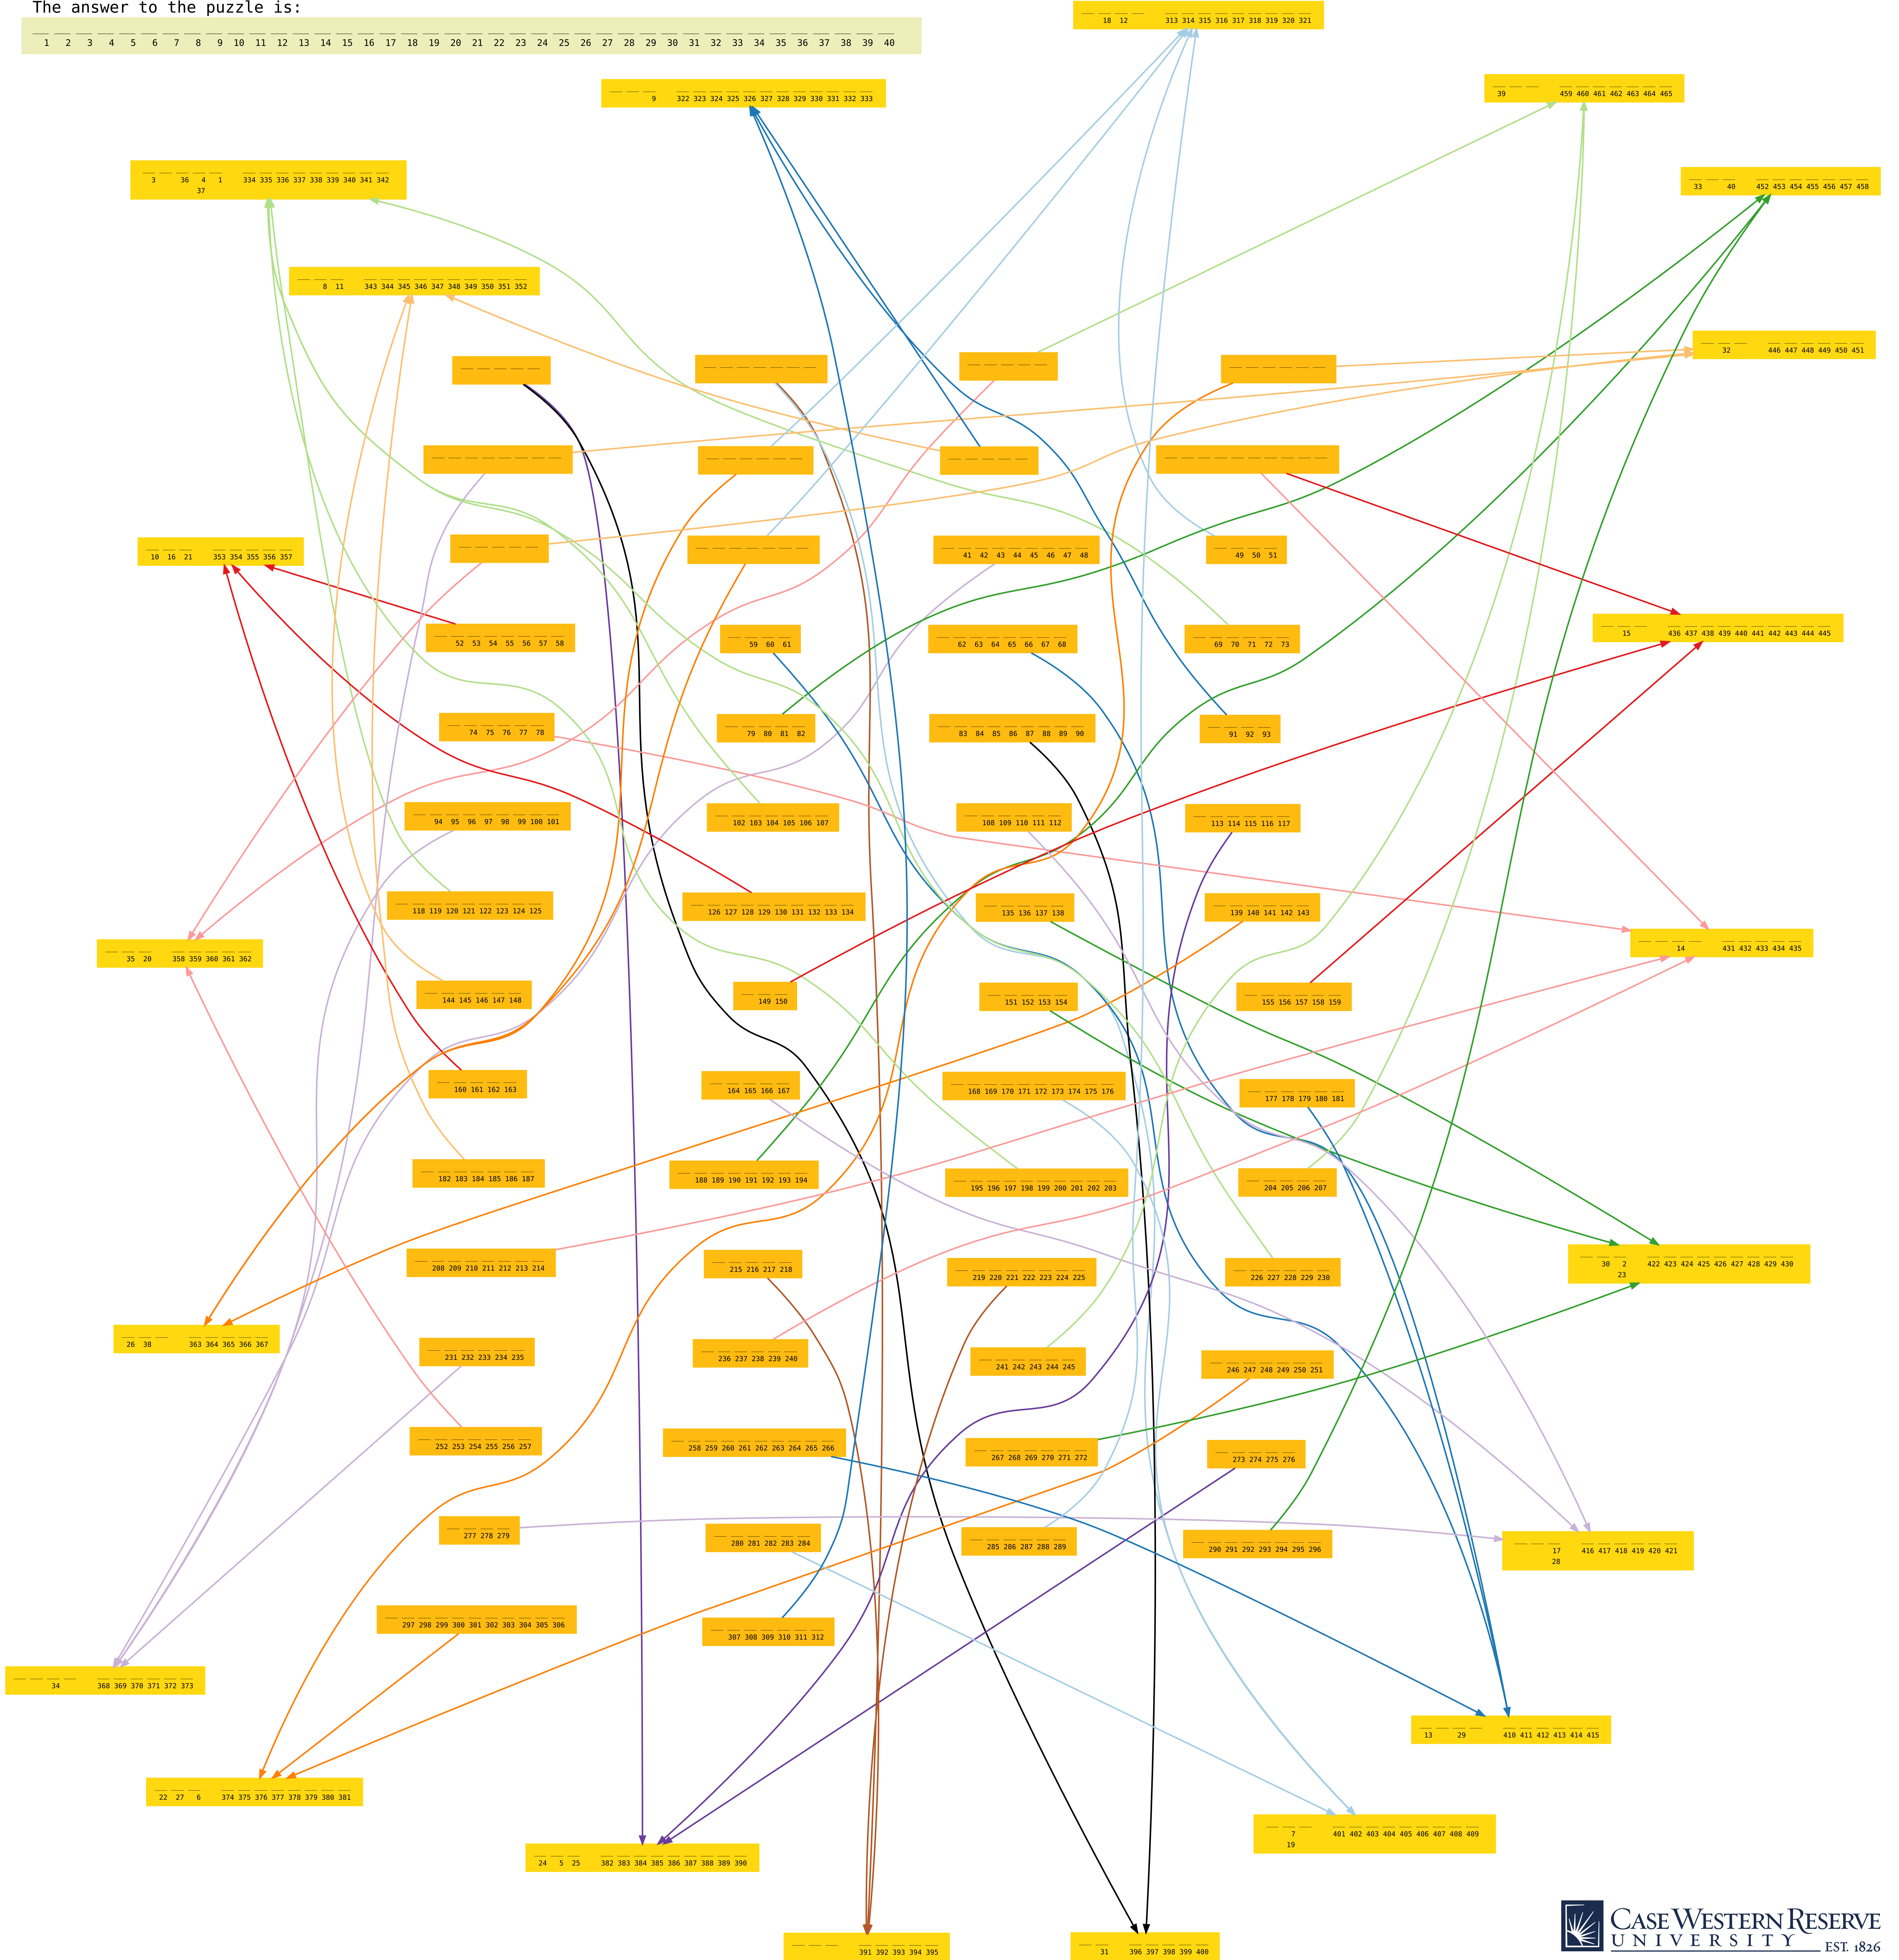 The answer to the puzzle is:
1 2 3 4 5 6 7 8 9 10 11 12 13 14 15 16 17 18 19 20 21 22 23 24 25 26 27 28 29 30 31 32 33 34 35 36 37 38 39 40
18 12 313 314 315 316 317 318 319 320 321
9 322 323 324 325 326 327 328 329 330 331 332 333
39 459 460 461 462 463 464 465
3 36 4 1 334 335 336 337 338 339 340 341 342
37
33 40 452 453 454 455 456 457 458
8 11 343 344 345 346 347 348 349 350 351 352
32 446 447 448 449 450 451
10 16 21 353 354 355 356 357
41 42 43 44 45 46 47 48
49 50 51
52 53 54 55 56 57 58
59 60 61
62 63 64 65 66 67 68
69 70 71 72 73
15 436 437 438 439 440 441 442 443 444 445
74 75 76 77 78
79 80 81 82
83 84 85 86 87 88 89 90
91 92 93
94 95 96 97 98 99 100 101
102 103 104 105 106 107
108 109 110 111 112
113 114 115 116 117
118 119 120 121 122 123 124 125
126 127 128 129 130 131 132 133 134
135 136 137 138
139 140 141 142 143
35 20 358 359 360 361 362
14 431 432 433 434 435
144 145 146 147 148
149 150
151 152 153 154
155 156 157 158 159
160 161 162 163
164 165 166 167
168 169 170 171 172 173 174 175 176
177 178 179 180 181
182 183 184 185 186 187
188 189 190 191 192 193 194
195 196 197 198 199 200 201 202 203
204 205 206 207
208 209 210 211 212 213 214
215 216 217 218
219 220 221 222 223 224 225
226 227 228 229 230
30 2 422 423 424 425 426 427 428 429 430
23
26 38 363 364 365 366 367
231 232 233 234 235
236 237 238 239 240
241 242 243 244 245
246 247 248 249 250 251
252 253 254 255 256 257
258 259 260 261 262 263 264 265 266
267 268 269 270 271 272
273 274 275 276
277 278 279
280 281 282 283 284
285 286 287 288 289
290 291 292 293 294 295 296
17 416 417 418 419 420 421
28
297 298 299 300 301 302 303 304 305 306
307 308 309 310 311 312
34 368 369 370 371 372 373
13 29 410 411 412 413 414 415
22 27 6 374 375 376 377 378 379 380 381
7 401 402 403 404 405 406 407 408 409
19
24 5 25 382 383 384 385 386 387 388 389 390
391 392 393 394 395
31 396 397 398 399 400
CASE WESTERN RESERVE
UNIVERSITY
EST. 1826